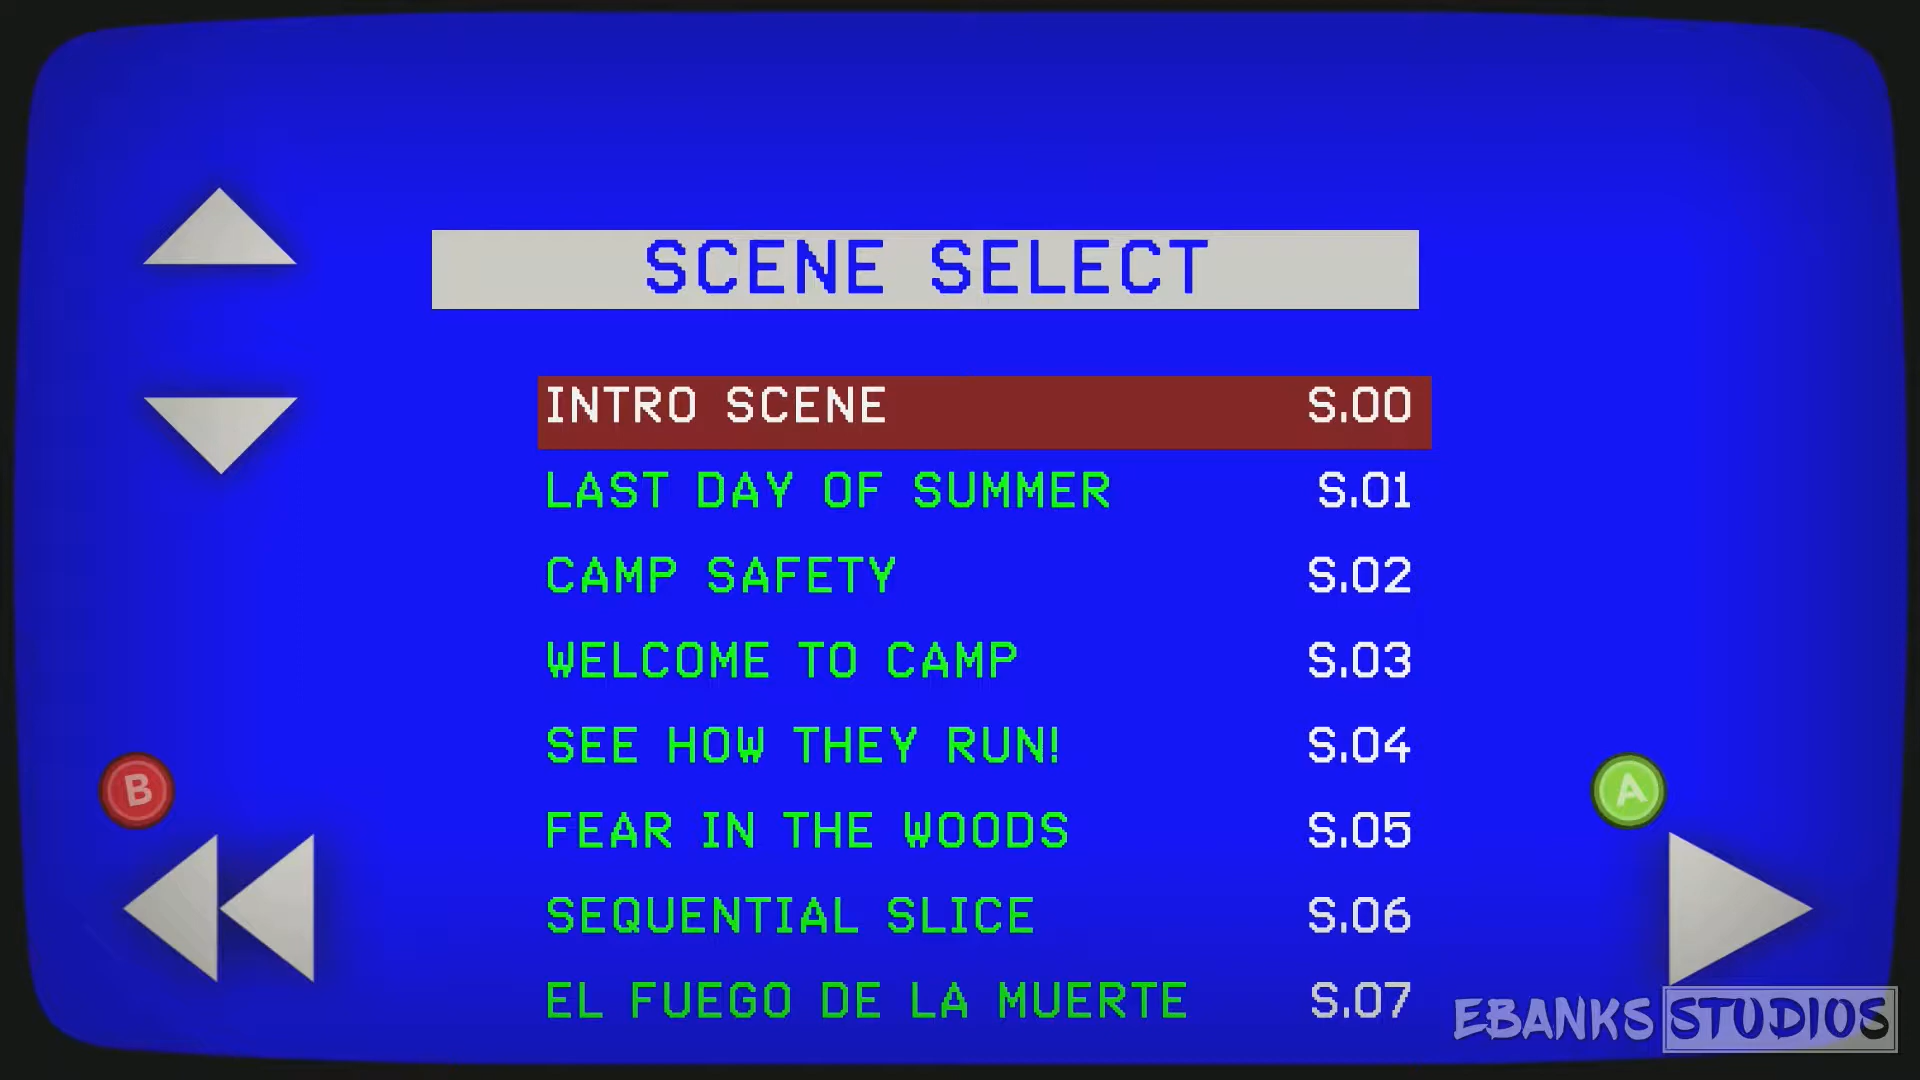 SCENE SELECT
INTRO SCENE S.00
LAST DAY OF SUMMER S.01
CAMP SAFETY S.02
WELCOME TO CAMP S.03
SEE HOW THEY RUN! S.04
FEAR IN THE WOODS S.05
SEQUENTIAL SLICE S.06
EL FUEGO DE LA MUERTE S.07
B
A
EBANKS STUDIOS